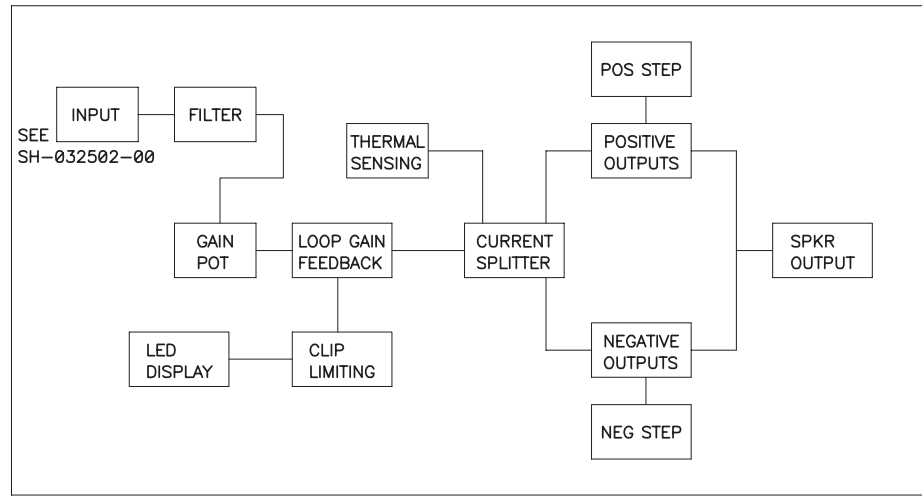 POS STEP
INPUT
FILTER
SEE
SH-032502-00
THERMAL
SENSING
POSITIVE
OUTPUTS
GAIN
POT
LOOP GAIN
FEEDBACK
CURRENT
SPLITTER
SPKR
OUTPUT
LED
DISPLAY
CLIP
LIMITING
NEGATIVE
OUTPUTS
NEG STEP